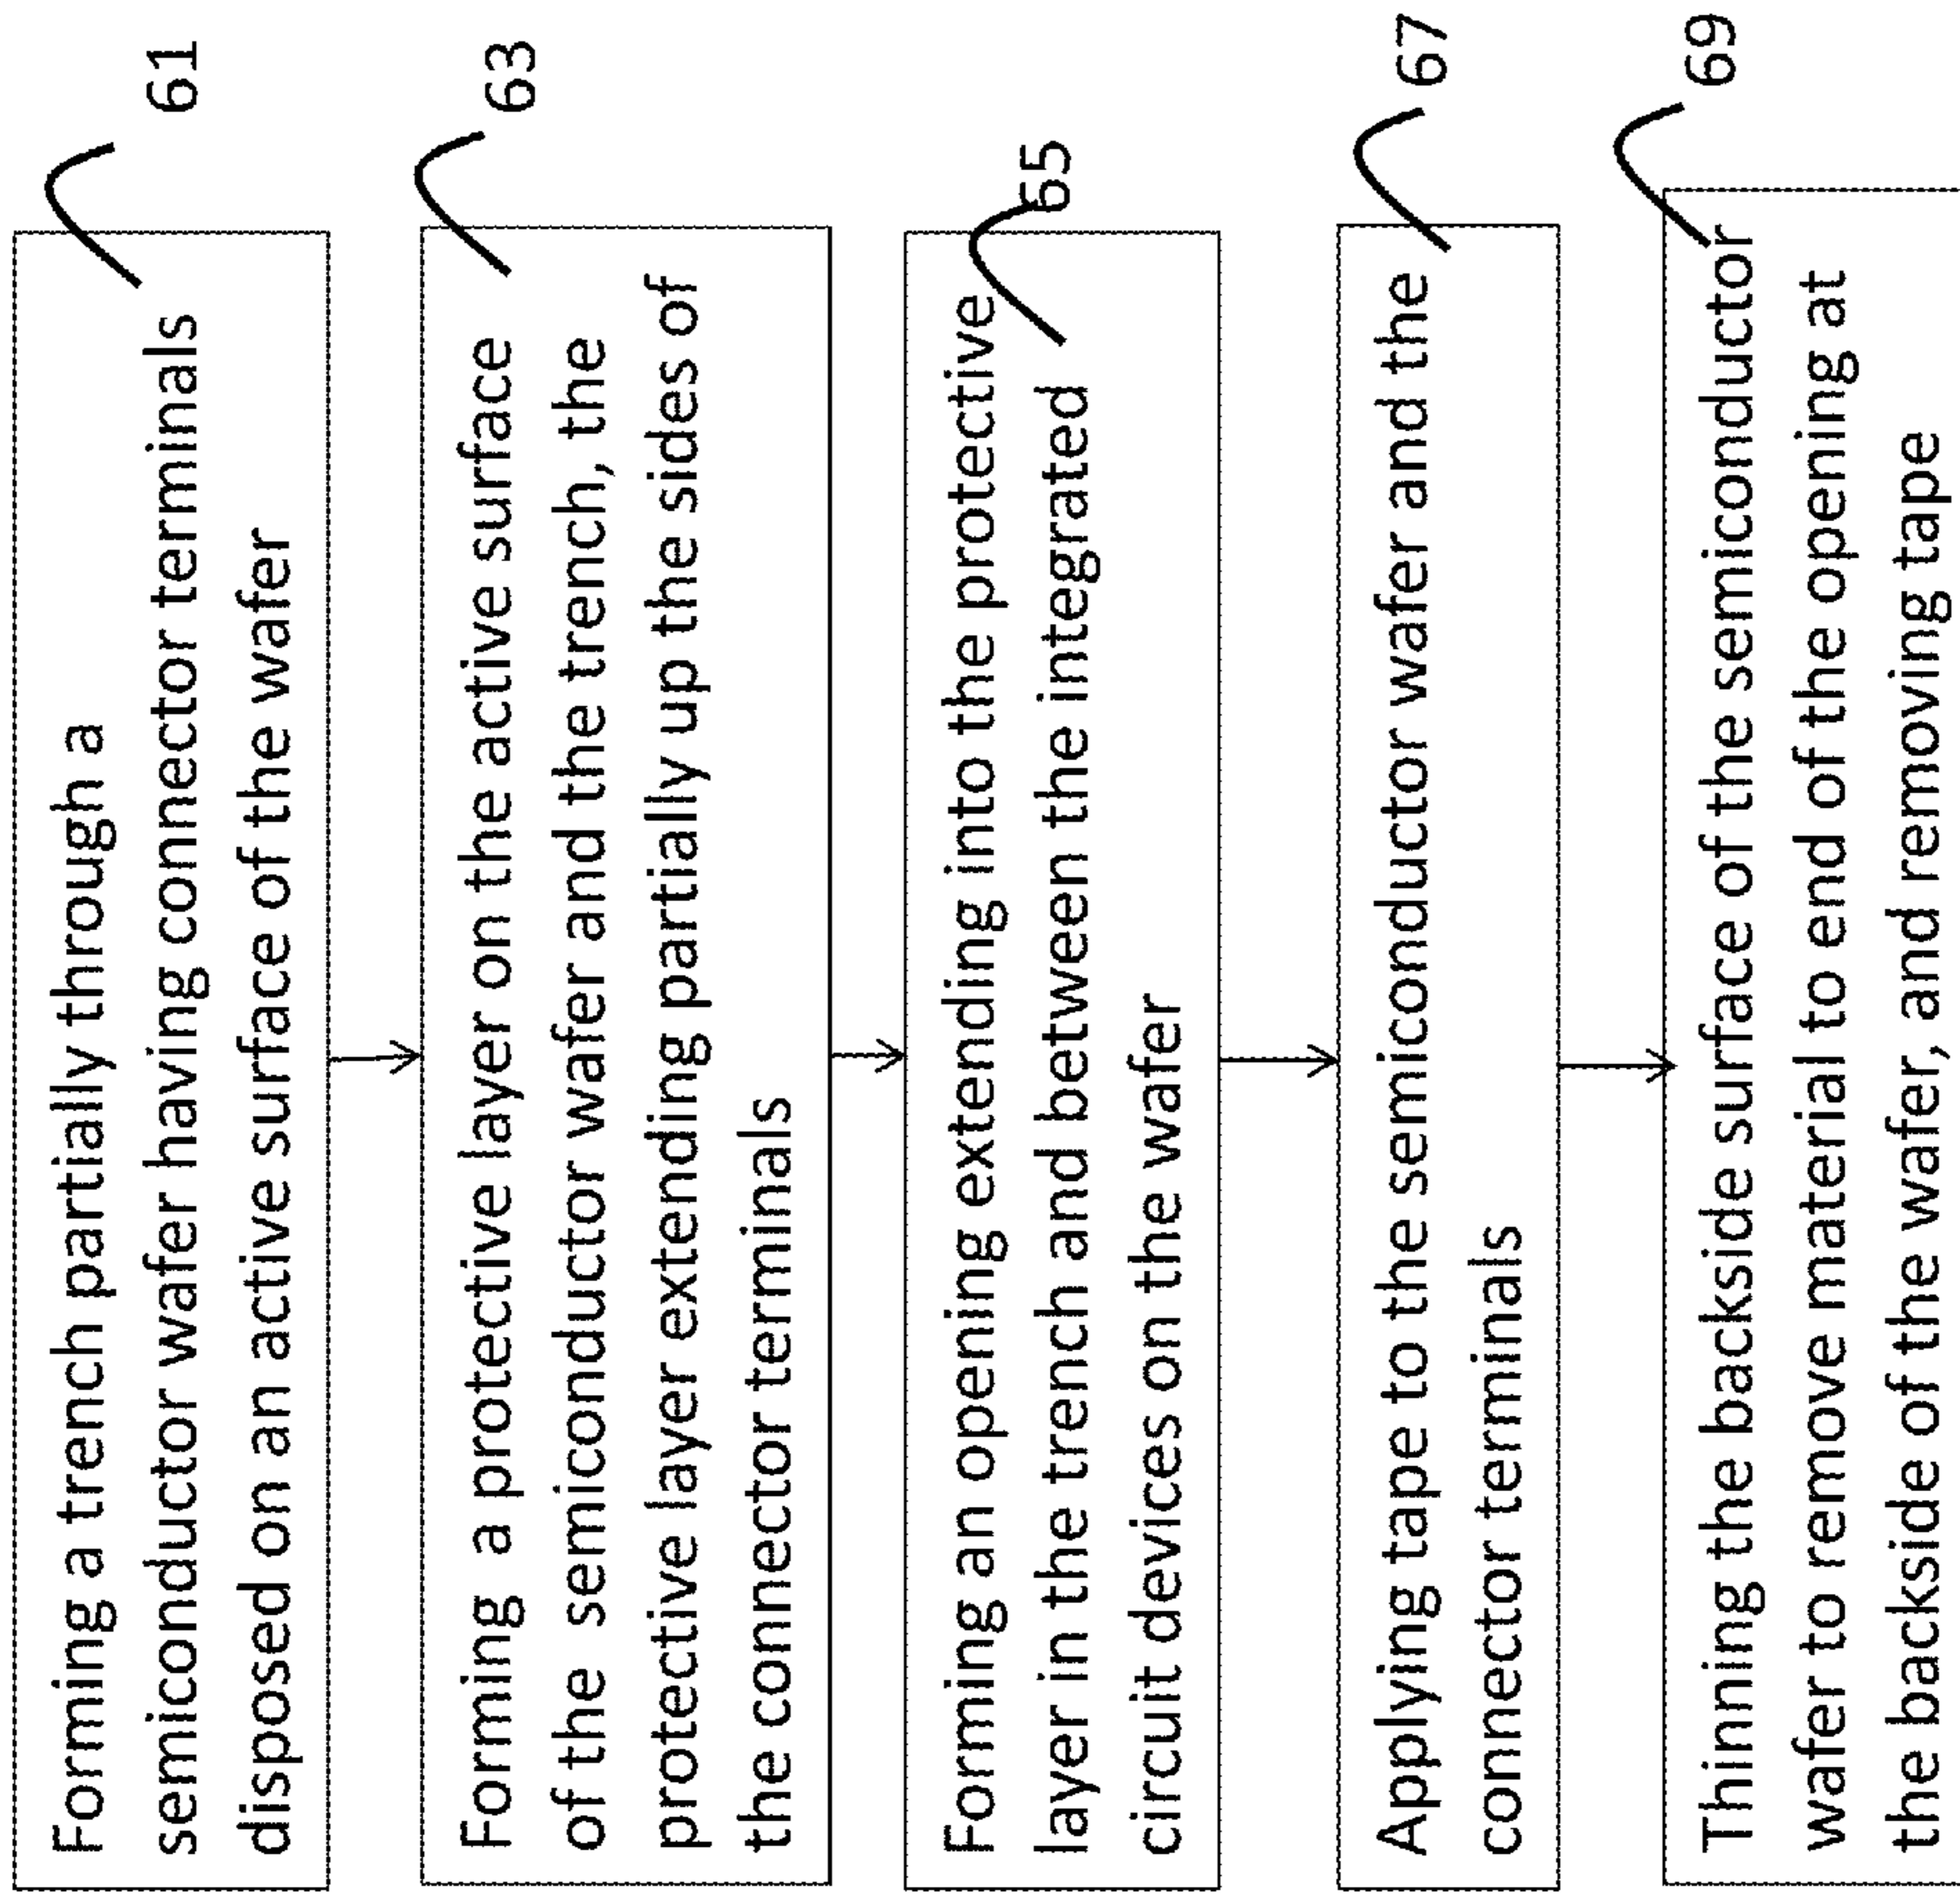 61
Forming a trench partially through a
semiconductor wafer having connector terminals
disposed on an active surface of the wafer
63
Forming a protective layer on the active surface
of the semiconductor wafer and the trench, the
protective layer extending partially up the sides of
the connector terminals
65
Forming an opening extending into the protective
layer in the trench and between the integrated
circuit devices on the wafer
67
Applying tape to the semiconductor wafer and the
connector terminals
69
Thinning the backside surface of the semiconductor
wafer to remove material to end of the opening at
the backside of the wafer, and removing tape